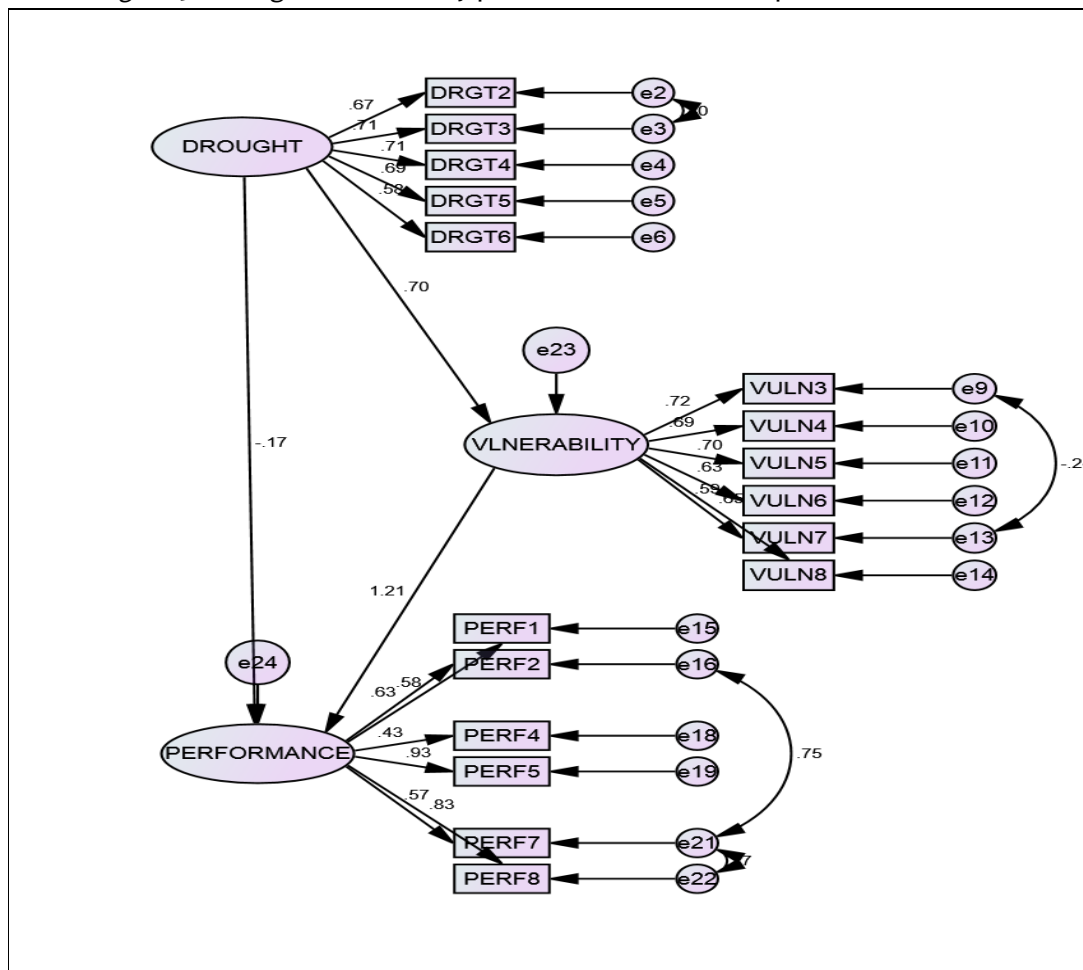 DROUGHT
.67
.71
.71
.69
.58
DRGT2
DRGT3
DRGT4
DRGT5
DRGT6
e2
e3
e4
e5
e6
.70
-.17
e23
VLNERABILITY
.72
.69
.70
.63
.59
VULN3
VULN4
VULN5
VULN6
VULN7
VULN8
e9
e10
e11
e12
e13
e14
1.21
e24
PERFORMANCE
.58
.63
.43
.93
.57
.83
PERF1
PERF2
PERF4
PERF5
PERF7
PERF8
e15
e16
e18
e19
e21
e22
.75